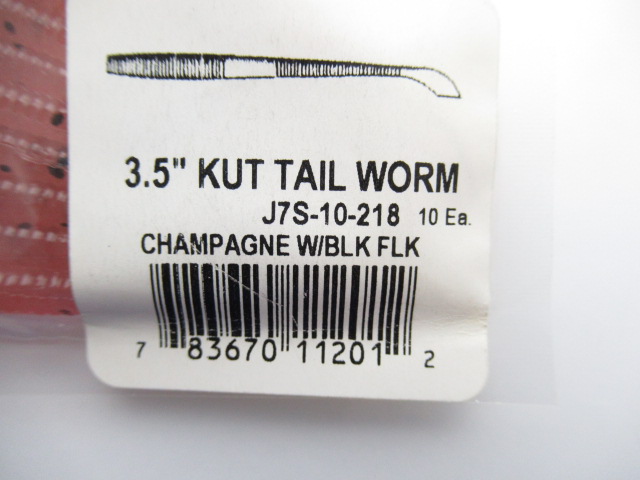 3.5" KUT TAIL WORM
J7S-10-218 10 Ea.
CHAMPAGNE W/BLK FLK
7 83670 11201 2